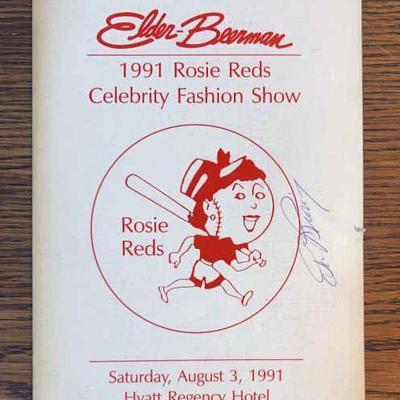 Elder-Beerman
1991 Rosie Reds
Celebrity Fashion Show
Rosie
Reds
Saturday, August 3, 1991
Hyatt Regency Hotel